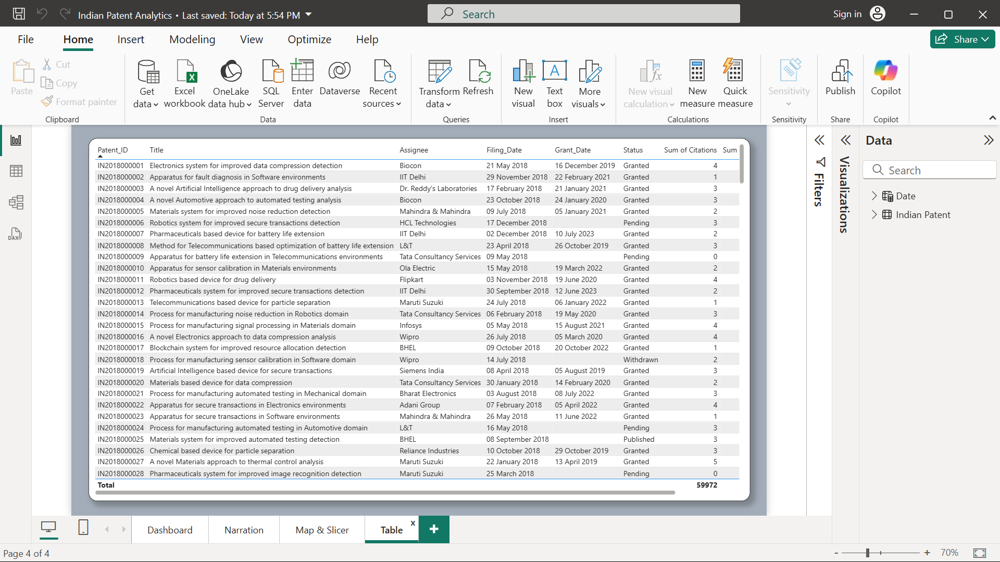 Indian Patent Analytics • Last saved: Today at 5:54 PM
Search
Sign in
File Home Insert Modeling View Optimize Help
Share
Paste
Cut
Copy
Format painter
Clipboard
Get data
Excel workbook
OneLake data hub
SQL Server
Enter data
Dataverse
Recent sources
Data
Transform data
Refresh
Queries
New visual
A
Text box
More visuals
Insert
fx
New visual calculation
New measure
Quick measure
Calculations
Sensitivity
Sensitivity
Publish
Share
Copilot
Copilot
DAX
Patent_ID Title Assignee Filing_Date Grant_Date Status Sum of Citations Sum
IN2018000001 Electronics system for improved data compression detection Biocon 21 May 2018 16 December 2019 Granted 4
IN2018000002 Apparatus for fault diagnosis in Software environments IIT Delhi 29 November 2018 22 February 2021 Granted 1
IN2018000003 A novel Artificial Intelligence approach to drug delivery analysis Dr. Reddy's Laboratories 17 February 2018 21 January 2021 Granted 3
IN2018000004 A novel Automotive approach to automated testing analysis Biocon 23 October 2018 24 January 2020 Granted 3
IN2018000005 Materials system for improved noise reduction detection Mahindra & Mahindra 09 July 2018 05 January 2021 Granted 2
IN2018000006 Robotics system for improved secure transactions detection HCL Technologies 17 December 2018 Pending 3
IN2018000007 Pharmaceuticals based device for battery life extension IIT Delhi 02 December 2018 10 July 2023 Granted 2
IN2018000008 Method for Telecommunications based optimization of battery life extension L&T 23 April 2018 26 October 2019 Granted 3
IN2018000009 Apparatus for battery life extension in Telecommunications environments Tata Consultancy Services 09 May 2018 Pending 0
IN2018000010 Apparatus for sensor calibration in Materials environments Ola Electric 15 May 2018 19 March 2022 Granted 2
IN2018000011 Robotics based device for drug delivery Flipkart 03 November 2018 19 June 2020 Granted 4
IN2018000012 Pharmaceuticals system for improved secure transactions detection IIT Delhi 30 September 2018 12 June 2023 Granted 2
IN2018000013 Telecommunications based device for particle separation Maruti Suzuki 24 July 2018 06 January 2022 Granted 1
IN2018000014 Process for manufacturing noise reduction in Robotics domain Tata Consultancy Services 06 February 2018 19 May 2020 Granted 3
IN2018000015 Process for manufacturing signal processing in Materials domain Infosys 05 May 2018 15 August 2021 Granted 4
IN2018000016 A novel Electronics approach to data compression analysis Wipro 26 July 2018 05 March 2020 Granted 4
IN2018000017 Blockchain system for improved resource allocation detection BHEL 09 October 2018 20 October 2022 Granted 1
IN2018000018 Process for manufacturing sensor calibration in Software domain Wipro 14 July 2018 Withdrawn 2
IN2018000019 Artificial Intelligence based device for secure transactions Siemens India 08 April 2018 05 August 2019 Granted 3
IN2018000020 Materials based device for data compression Tata Consultancy Services 30 January 2018 14 February 2020 Granted 2
IN2018000021 Process for manufacturing automated testing in Mechanical domain Bharat Electronics 03 August 2018 08 July 2022 Granted 3
IN2018000022 Apparatus for secure transactions in Electronics environments Adani Group 07 February 2018 05 April 2022 Granted 4
IN2018000023 Apparatus for secure transactions in Software environments Mahindra & Mahindra 26 May 2018 11 June 2022 Granted 1
IN2018000024 Process for manufacturing automated testing in Automotive domain L&T 16 May 2018 Pending 3
IN2018000025 Materials system for improved automated testing detection BHEL 08 September 2018 Published 3
IN2018000026 Chemical based device for particle separation Reliance Industries 10 October 2018 29 October 2019 Granted 3
IN2018000027 A novel Materials approach to thermal control analysis Maruti Suzuki 22 January 2018 13 April 2019 Granted 5
IN2018000028 Pharmaceuticals system for improved image recognition detection Maruti Suzuki 25 March 2018 Pending 0
Total 59972
Filters
Visualizations
Data
Search
Date
Indian Patent
Dashboard Narration Map & Slicer Table x +
Page 4 of 4
- + 70%